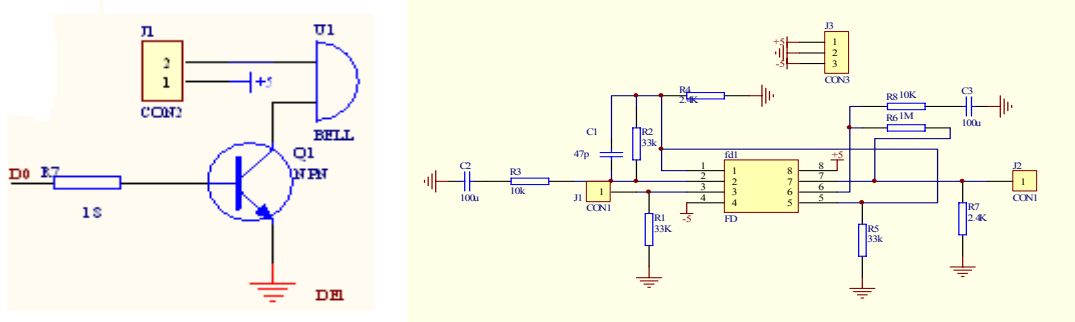 J1
U1
2
1
+5
CON2
BELL
Q1
NPN
D0
R7
1S
DE1
J3
+5
1
2
-5
3
CON3
R4
2.4K
C1
47p
R2
33k
R8 10K
C3
100u
R6 1M
fd1
+5
1 1 8 8
2 2 7 7
3 3 6 6
4 4 5 5
FD
-5
C2
100u
R3
10k
J1
1
CON1
R1
33K
R5
33k
R7
2.4K
J2
1
CON1